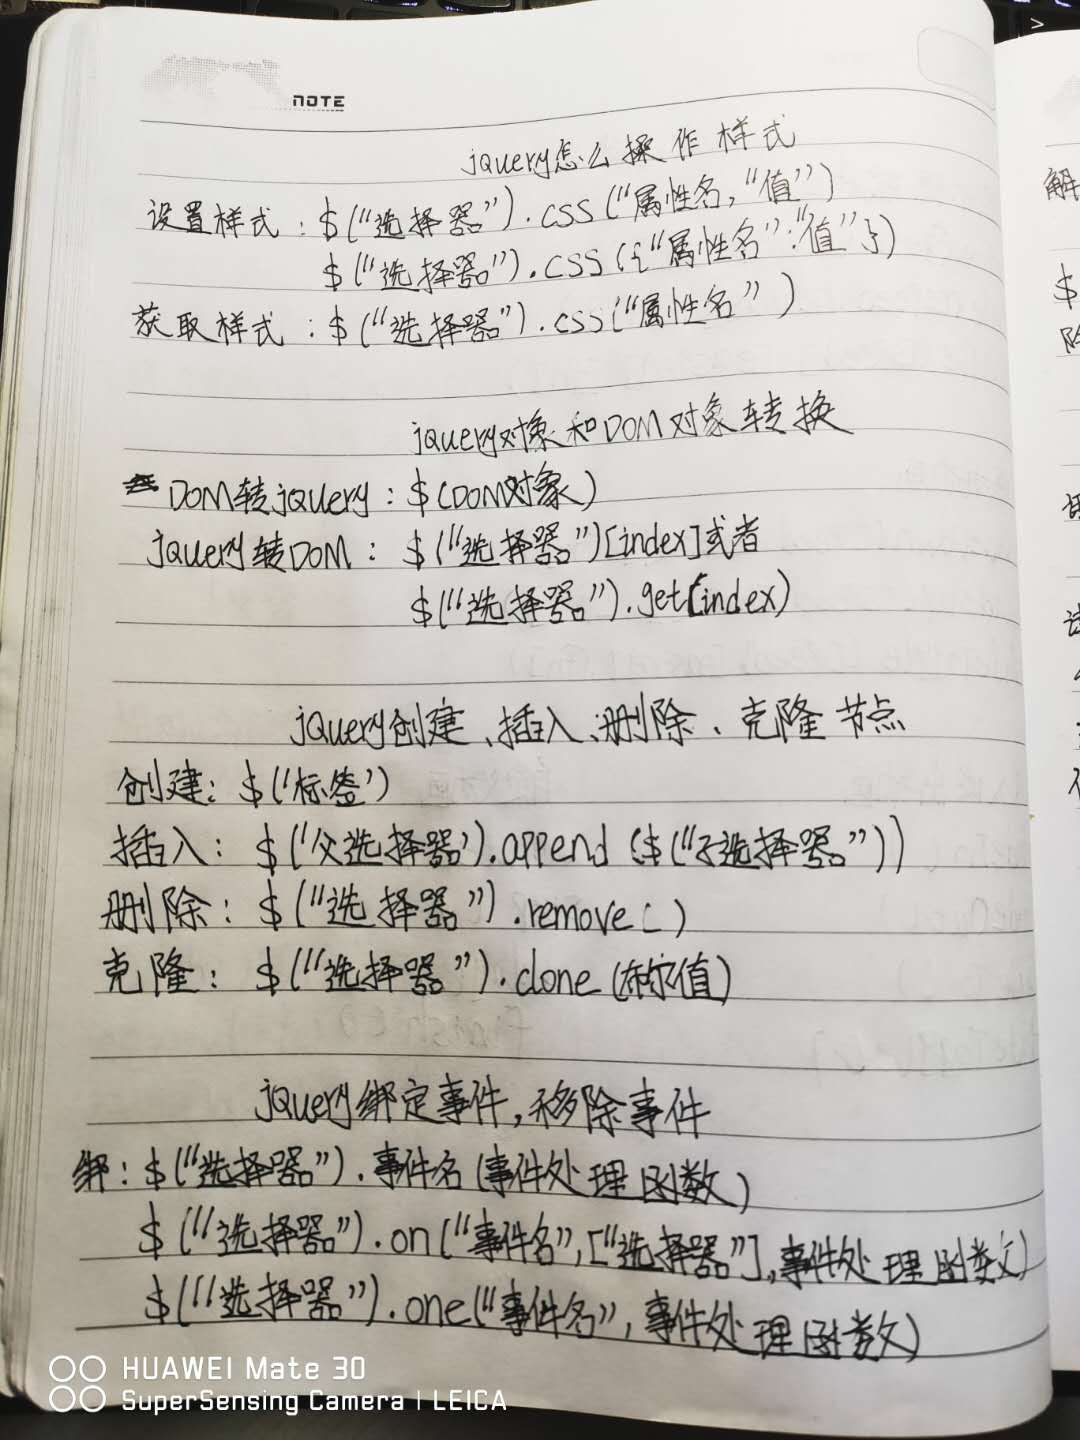 NOTE
jquery怎么操作样式
设置样式：$("选择器").css("属性名,"值")
$("选择器").css({"属性名":"值"})
获取样式：$("选择器").css("属性名")
jquery对象和DOM对象转换
DOM转jquery：$(DOM对象)
jquery转DOM：$("选择器")[index]或者
$("选择器").get(index)
jquery创建、插入、删除、克隆节点
创建：$('标签')
插入：$('父选择器').append($("子选择器"))
删除：$("选择器").remove()
克隆：$("选择器").clone(布尔值)
jquery绑定事件,移除事件
绑：$("选择器").事件名(事件处理函数)
$("选择器").on("事件名",["选择器"],事件处理函数)
$("选择器").one("事件名",事件处理函数)
解
$
除
HUAWEI Mate 30
SuperSensing Camera | LEICA